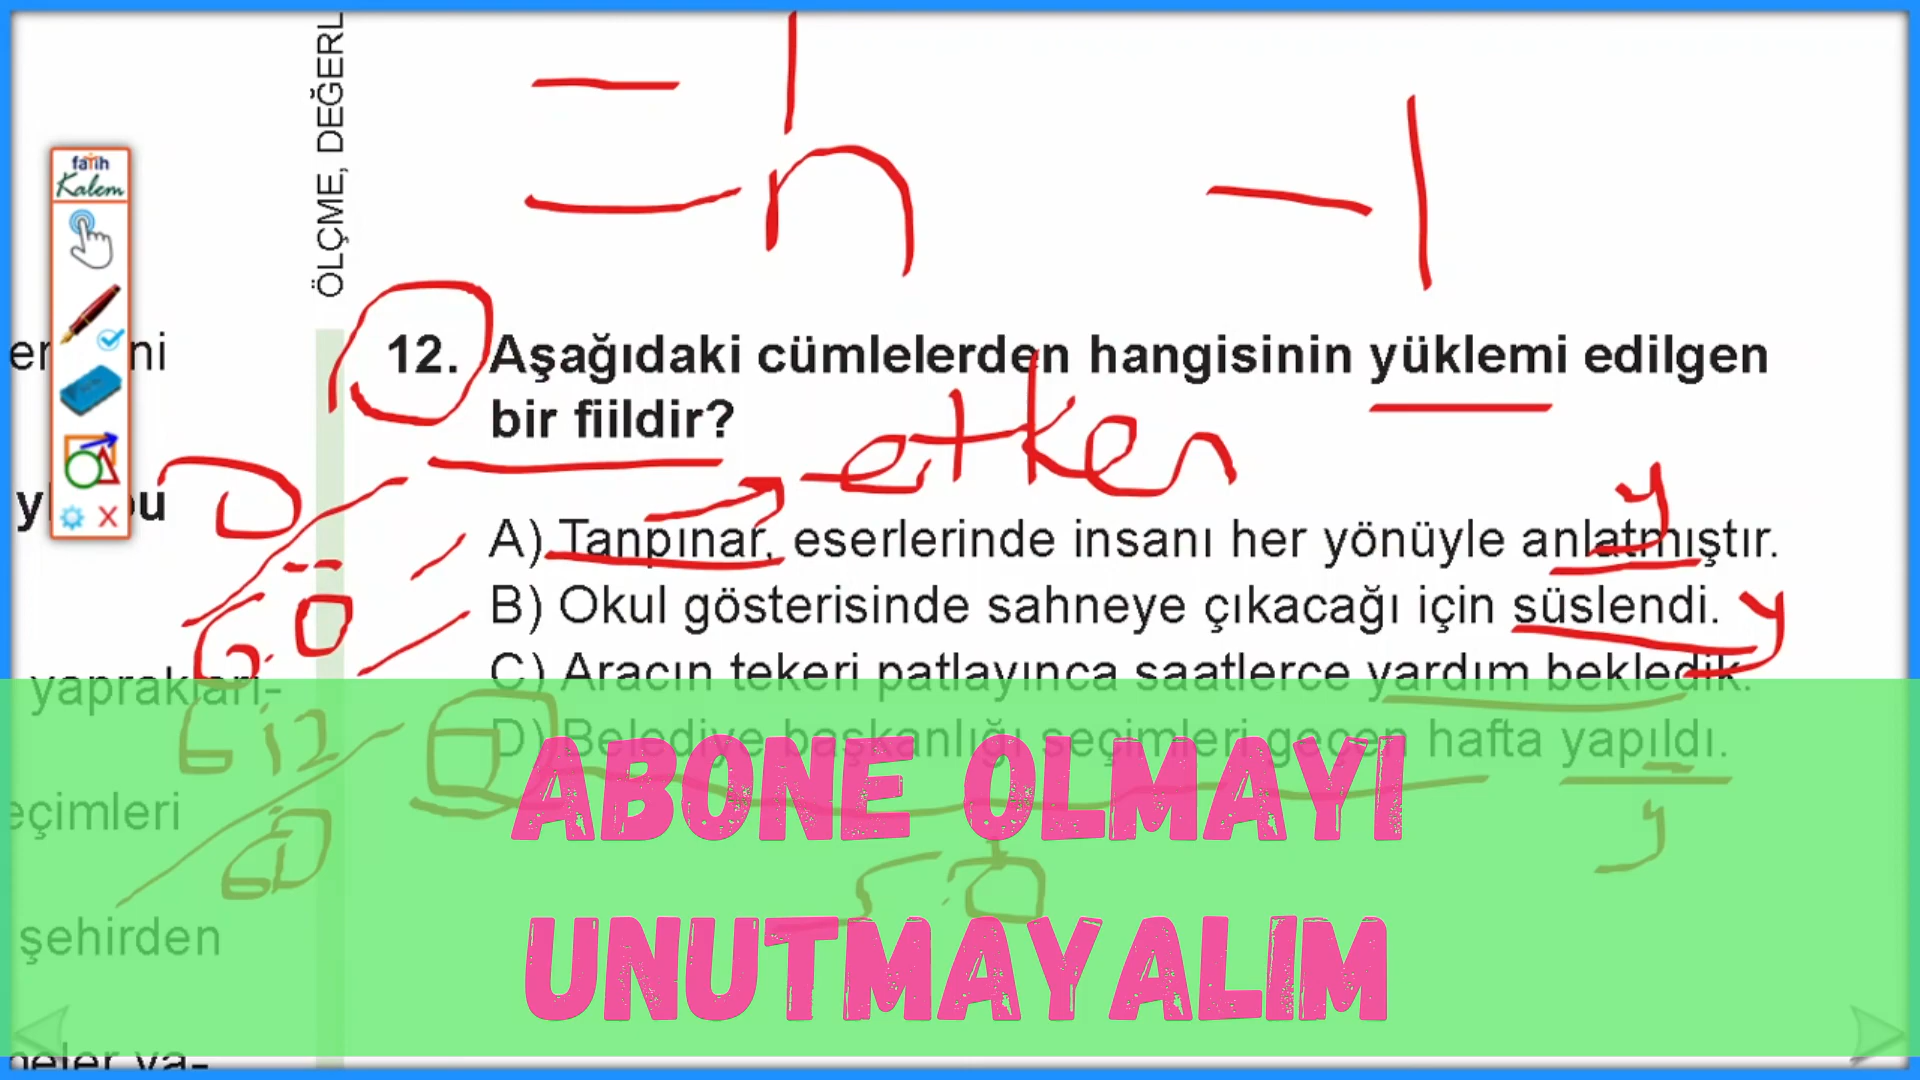 ÖLÇME, DEĞERL
fatih
Kalem
ni
12. Aşağıdaki cümlelerden hangisinin yüklemi edilgen
bir fiildir?
etken
A) Tanpınar, eserlerinde insanı her yönüyle anlatmıştır.
y
B) Okul gösterisinde sahneye çıkacağı için süslendi.
y
C) Aracın tekeri patlayınca saatlerce yardım bekledik.
D) Belediye başkanlığı seçimleri geçen hafta yapıldı.
y
yaprakları-
eçimleri
şehirden
ABONE OLMAYI
UNUTMAYALIM